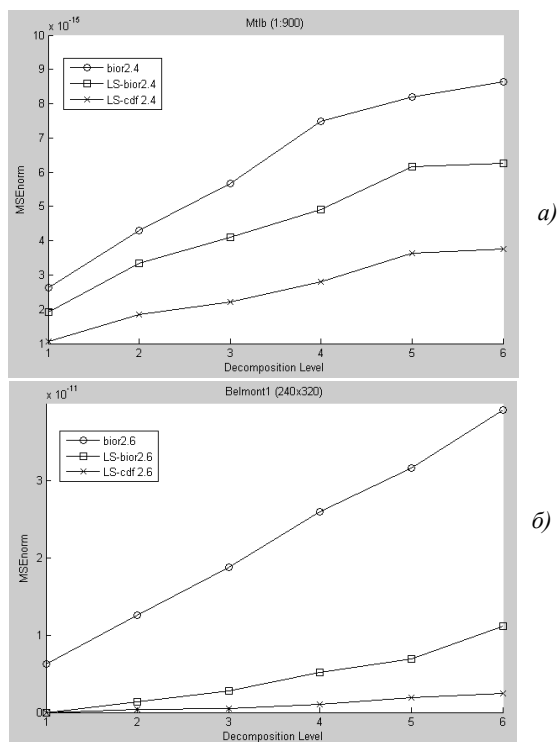 x 10⁻¹⁵
Mtlb (1:900)
10
9
8
7
6
5
4
3
2
1
MSEnorm
bior2.4
LS-bior2.4
LS-cdf 2.4
1 2 3 4 5 6
Decomposition Level
а)
x 10⁻¹¹
Belmont1 (240x320)
3
2
1
0
MSEnorm
bior2.6
LS-bior2.6
LS-cdf 2.6
1 2 3 4 5 6
Decomposition Level
б)